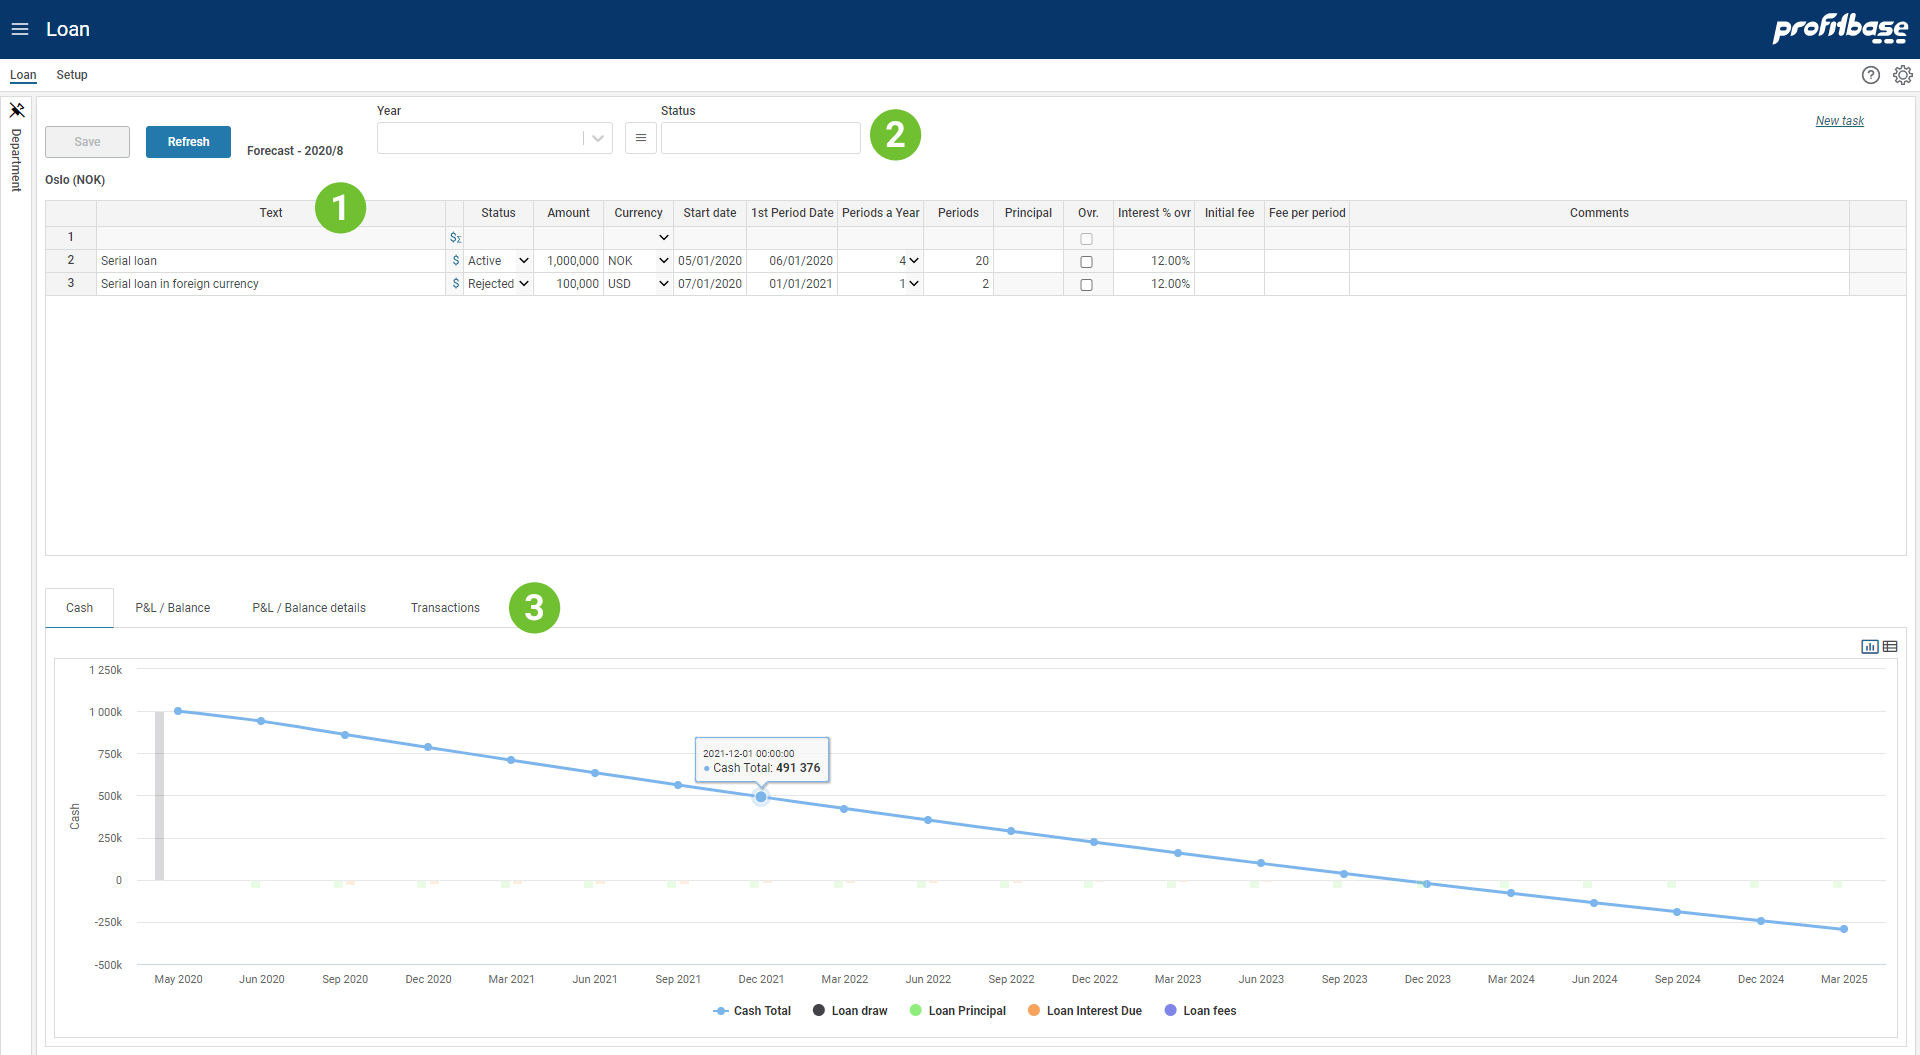 Loan
profitbase
Loan Setup
Department
Year Status
Save Refresh Forecast - 2020/8
2
New task
Oslo (NOK)
1
Text Status Amount Currency Start date 1st Period Date Periods a Year Periods Principal Ovr. Interest % ovr Initial fee Fee per period Comments
1 $Σ
2 Serial loan $ Active 1,000,000 NOK 05/01/2020 06/01/2020 4 20 12.00%
3 Serial loan in foreign currency $ Rejected 100,000 USD 07/01/2020 01/01/2021 1 2 12.00%
Cash P&L / Balance P&L / Balance details Transactions 3
Cash
1 250k
1 000k
750k
500k
250k
0
-250k
-500k
2021-12-01 00:00:00
Cash Total: 491 376
May 2020 Jun 2020 Sep 2020 Dec 2020 Mar 2021 Jun 2021 Sep 2021 Dec 2021 Mar 2022 Jun 2022 Sep 2022 Dec 2022 Mar 2023 Jun 2023 Sep 2023 Dec 2023 Mar 2024 Jun 2024 Sep 2024 Dec 2024 Mar 2025
Cash Total Loan draw Loan Principal Loan Interest Due Loan fees